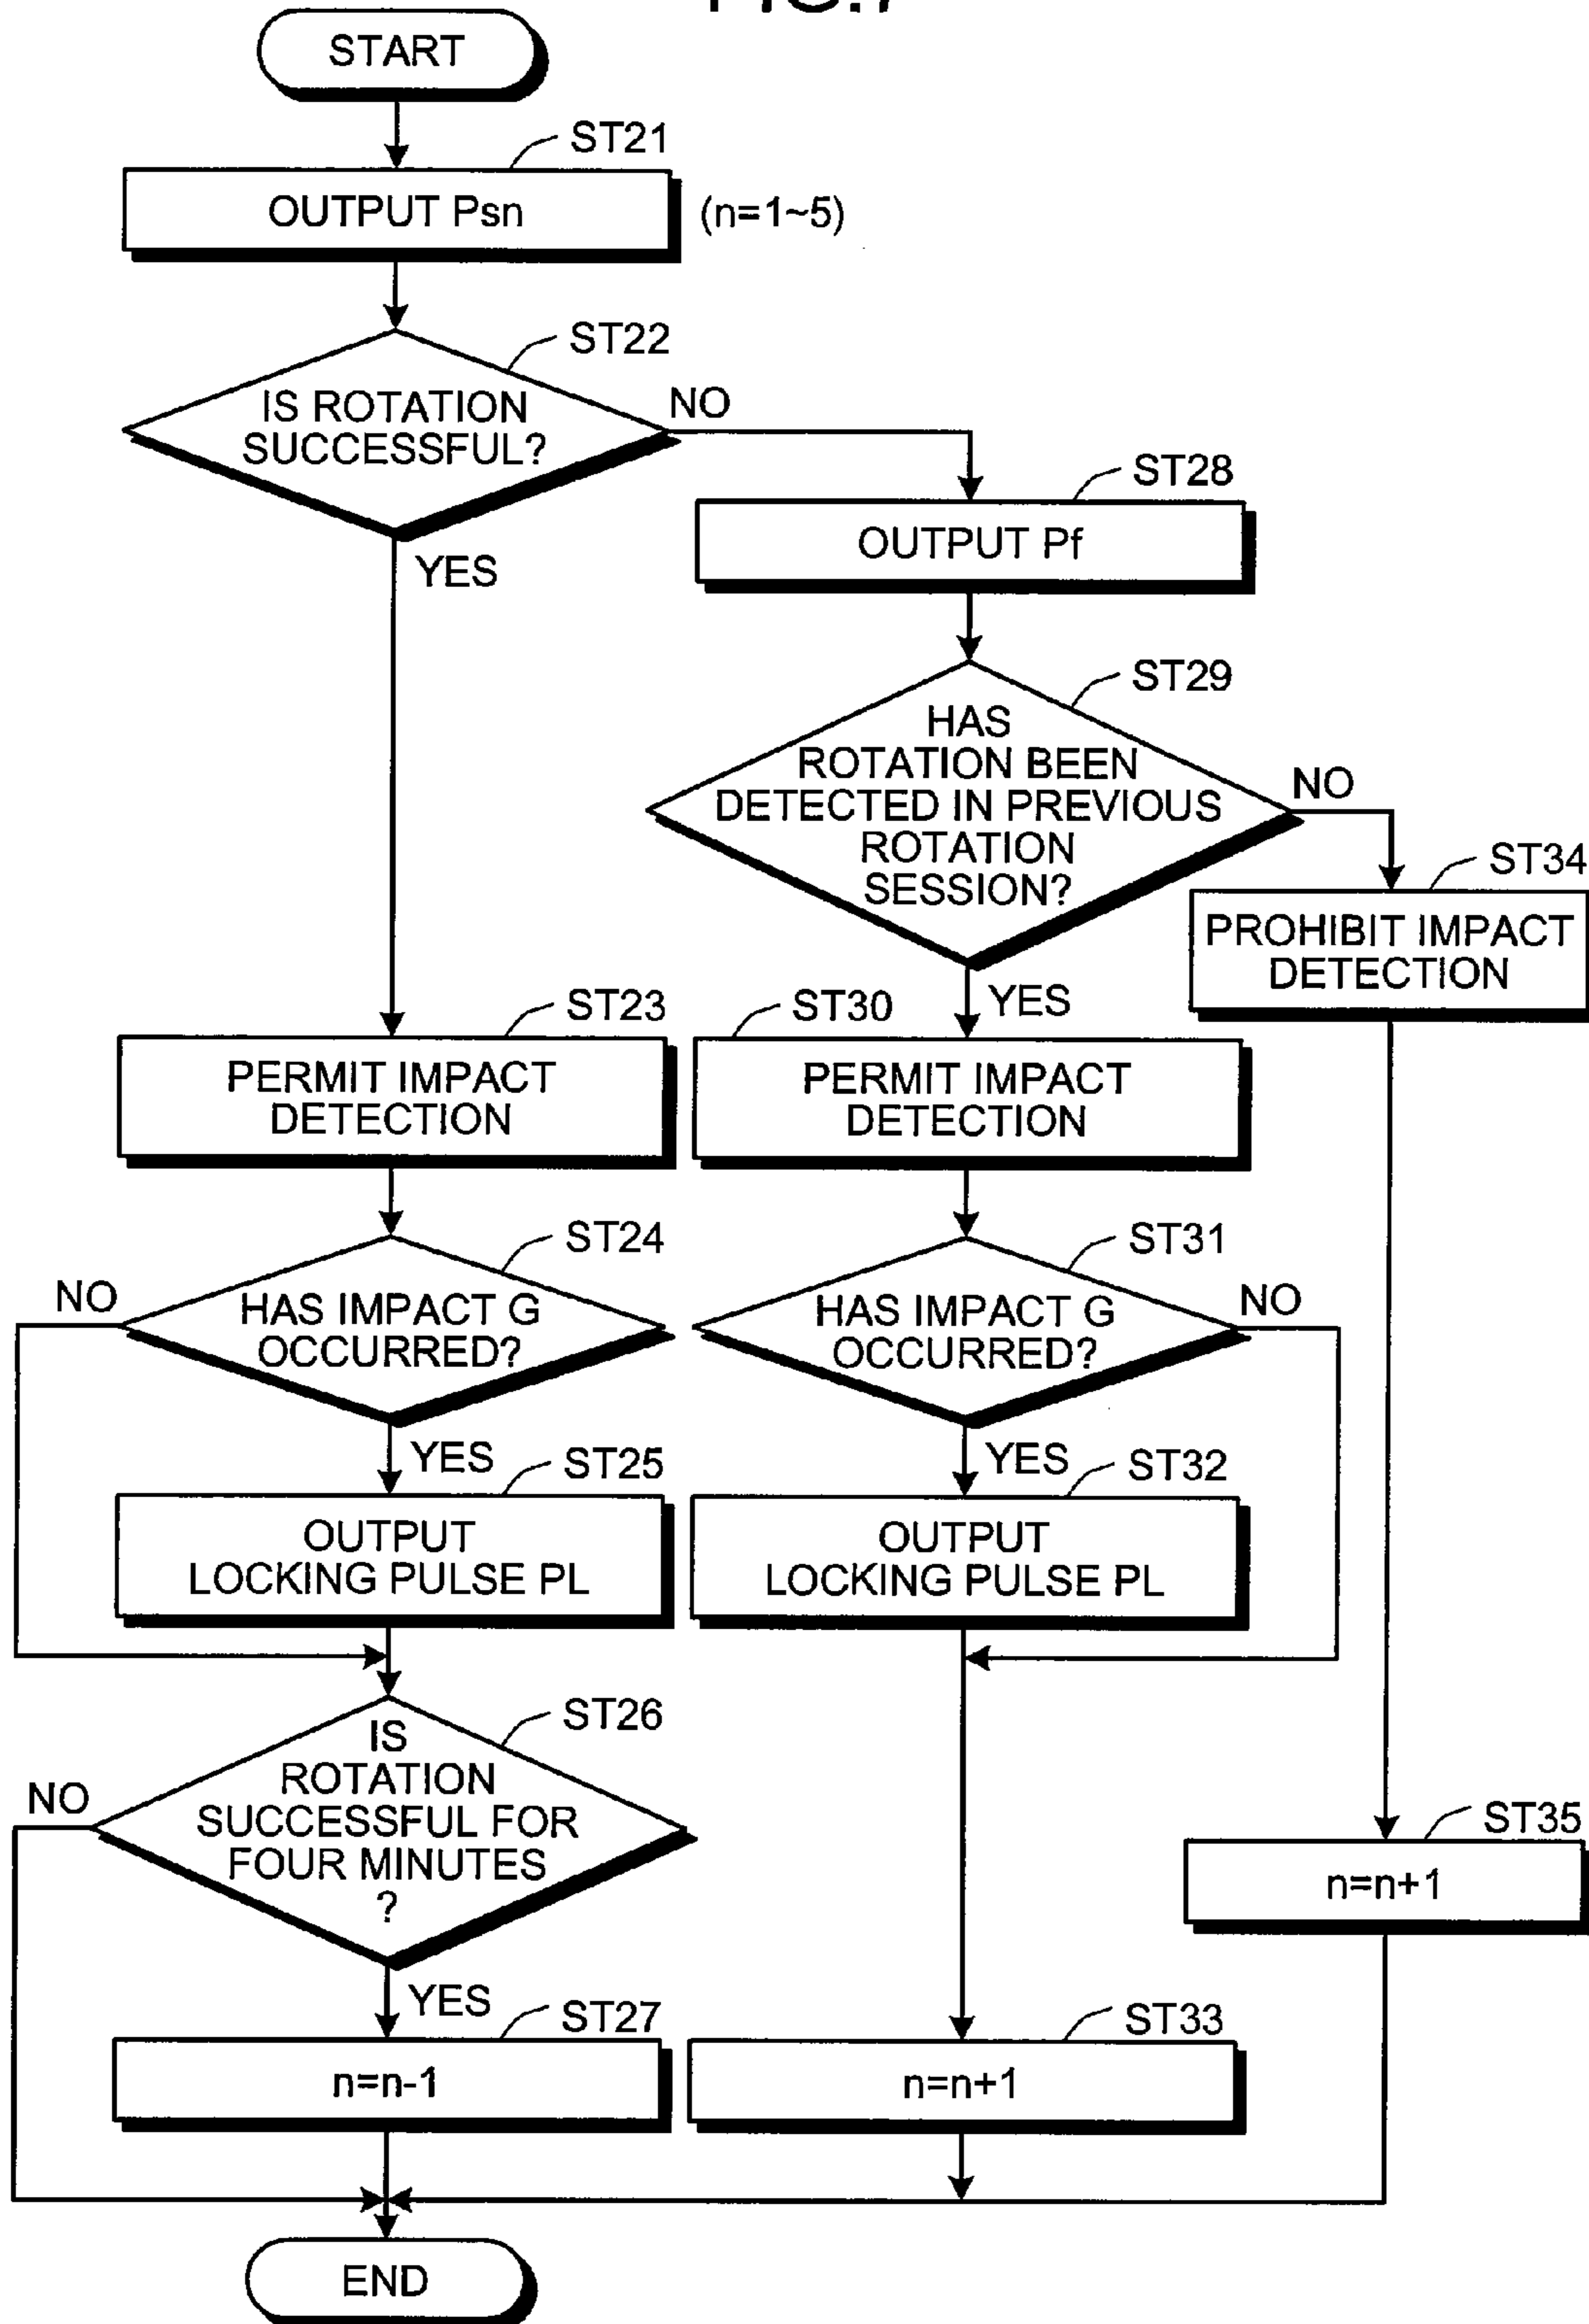 FIG.7
START
ST21
OUTPUT Psn
(n=1~5)
ST22
IS ROTATION
SUCCESSFUL?
NO
YES
ST28
OUTPUT Pf
ST29
HAS
ROTATION BEEN
DETECTED IN PREVIOUS
ROTATION
SESSION?
NO
YES
ST34
PROHIBIT IMPACT
DETECTION
ST23
PERMIT IMPACT
DETECTION
ST30
PERMIT IMPACT
DETECTION
ST24
HAS IMPACT G
OCCURRED?
NO
YES
ST31
HAS IMPACT G
OCCURRED?
NO
YES
ST25
OUTPUT
LOCKING PULSE PL
ST32
OUTPUT
LOCKING PULSE PL
ST26
IS
ROTATION
SUCCESSFUL FOR
FOUR MINUTES
?
NO
YES
ST35
n=n+1
ST27
n=n-1
ST33
n=n+1
END